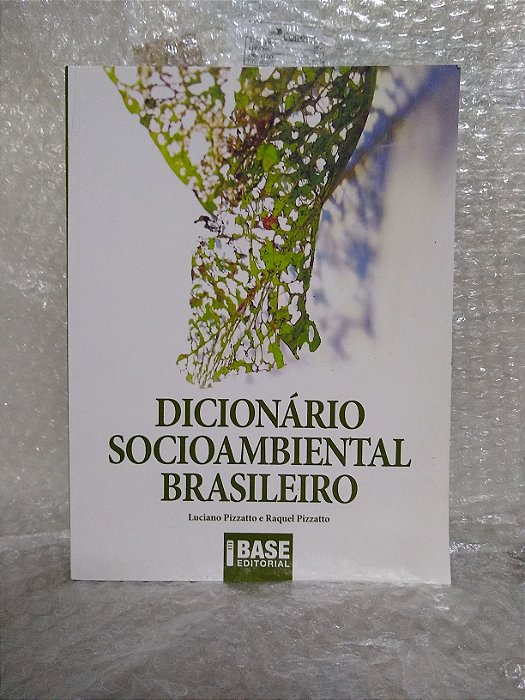 DICIONÁRIO
SOCIOAMBIENTAL
BRASILEIRO
Luciano Pizzatto e Raquel Pizzatto
BASE
EDITORIAL